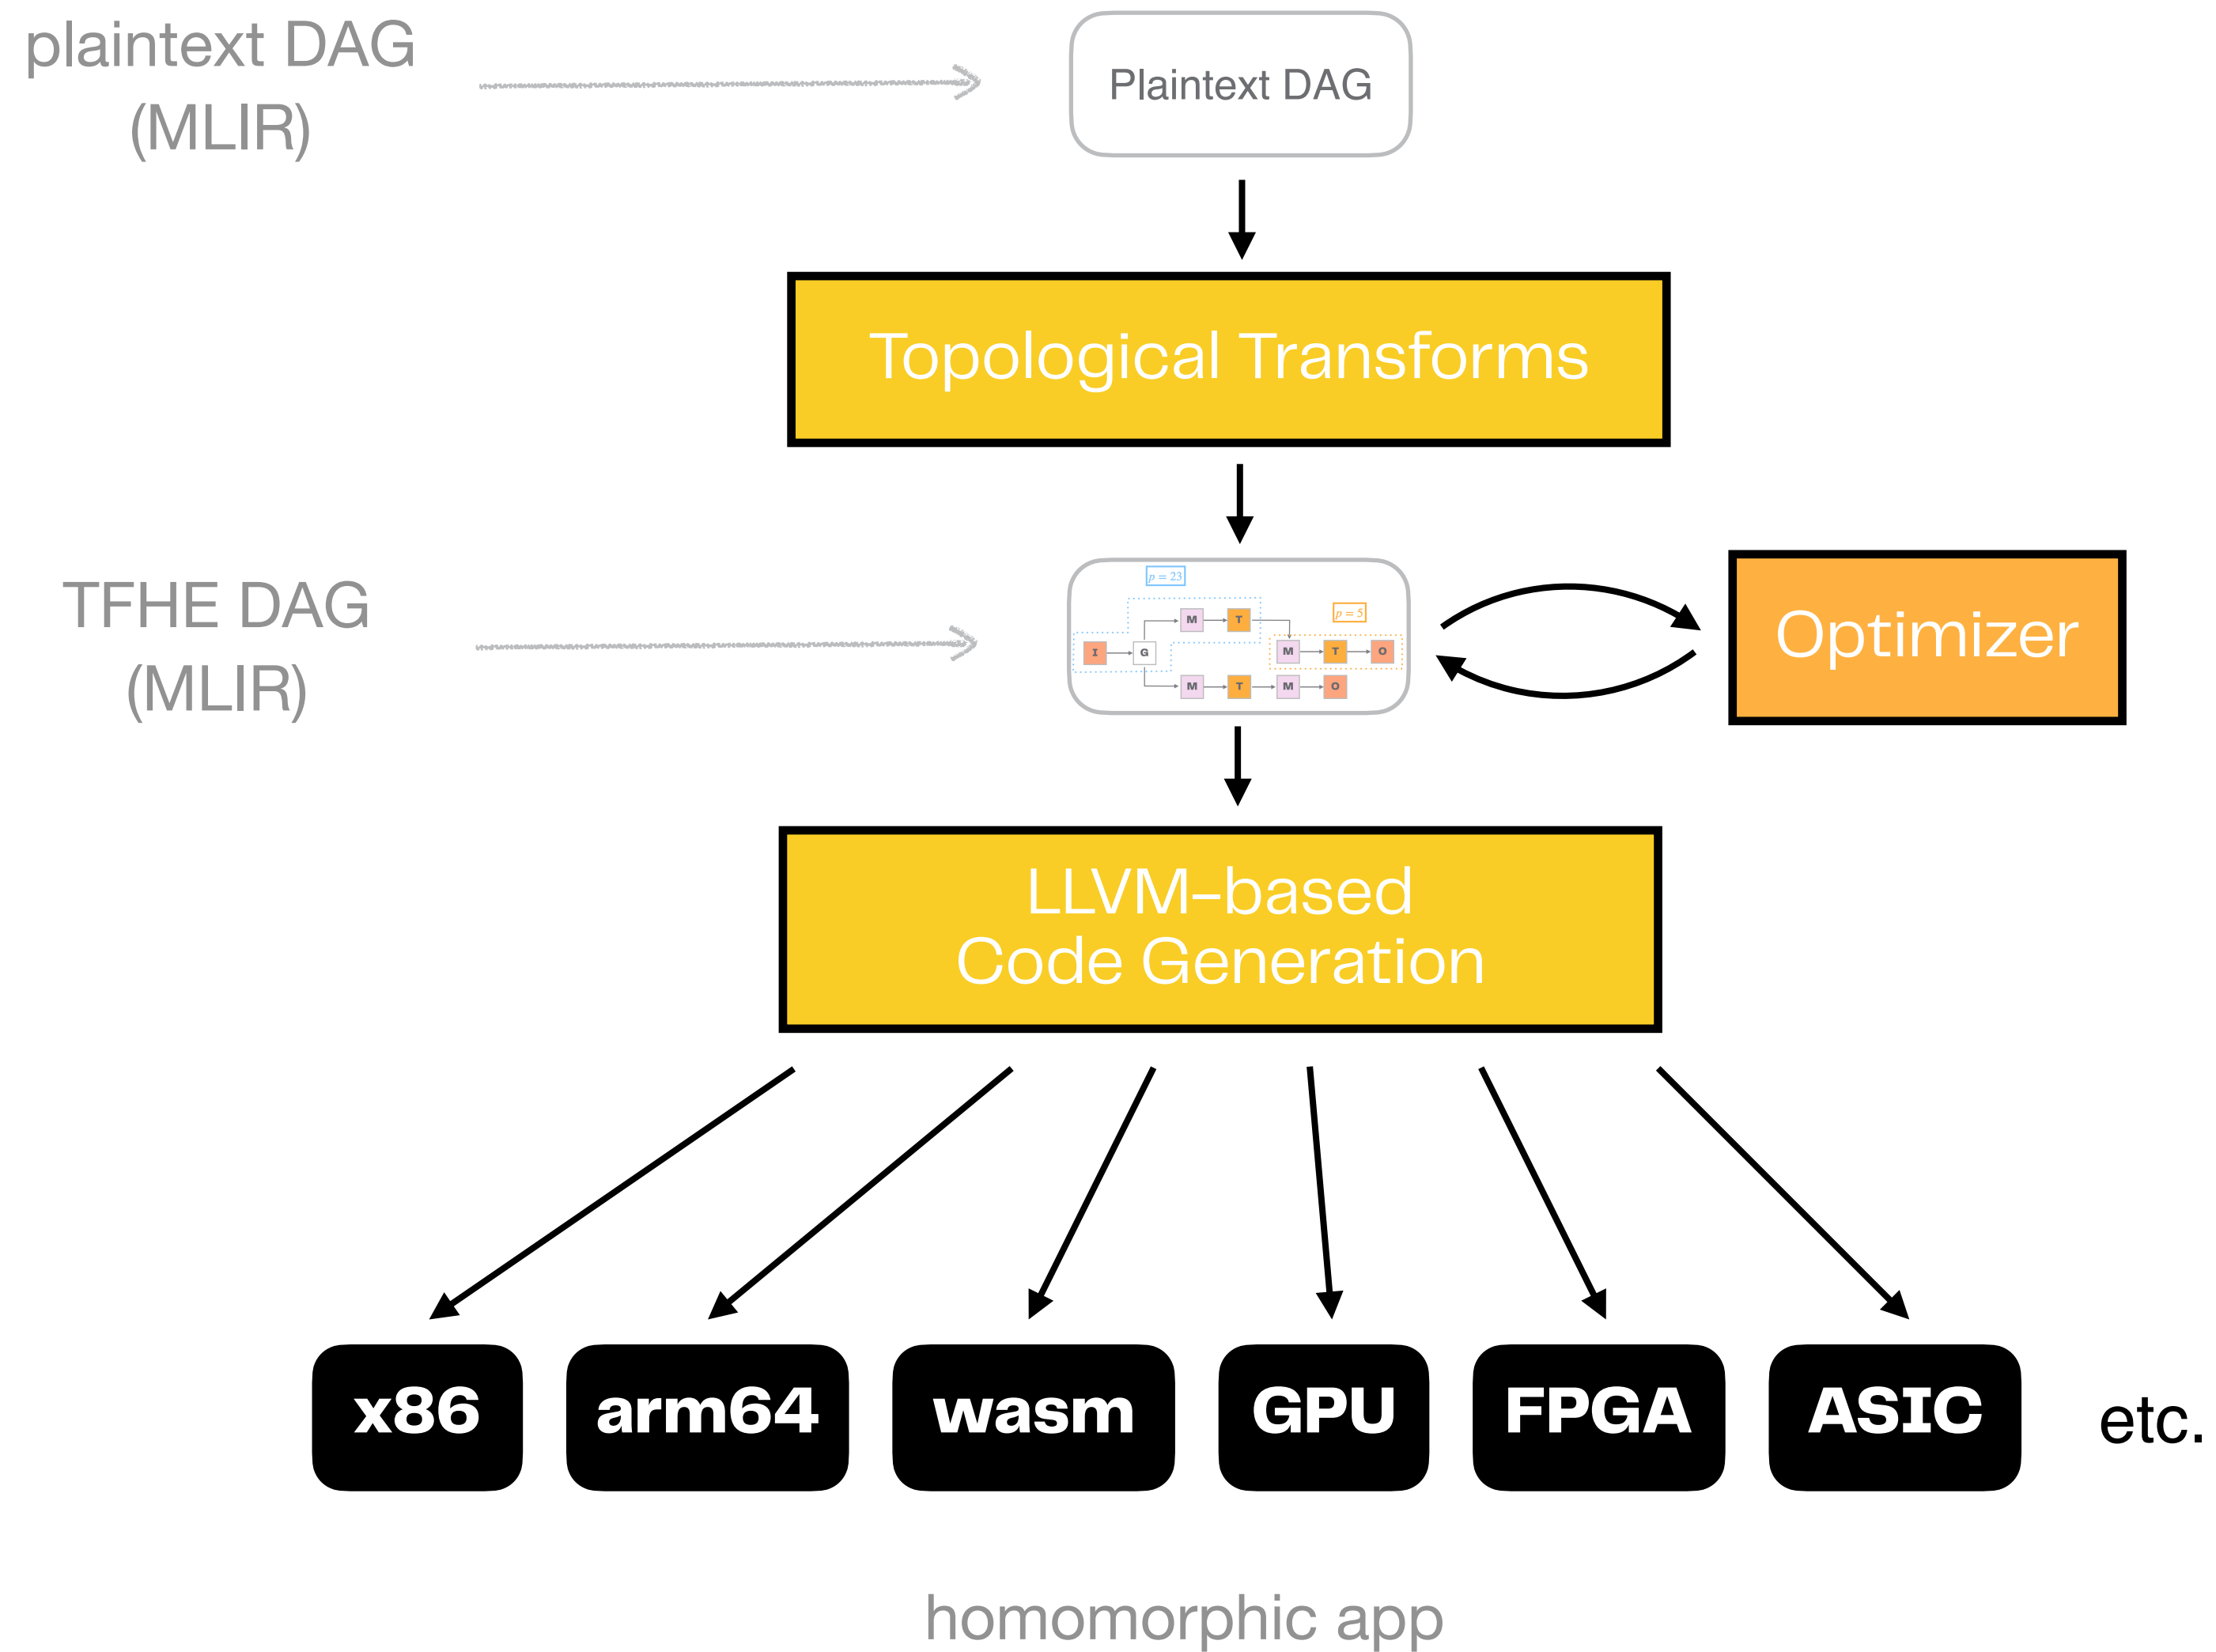 plaintext DAG
(MLIR)
Plaintext DAG
Topological Transforms
TFHE DAG
(MLIR)
p = 23
p = 5
M T
I G
M T O
M T M O
Optimizer
LLVM-based
Code Generation
x86 arm64 wasm GPU FPGA ASIC etc.
homomorphic app